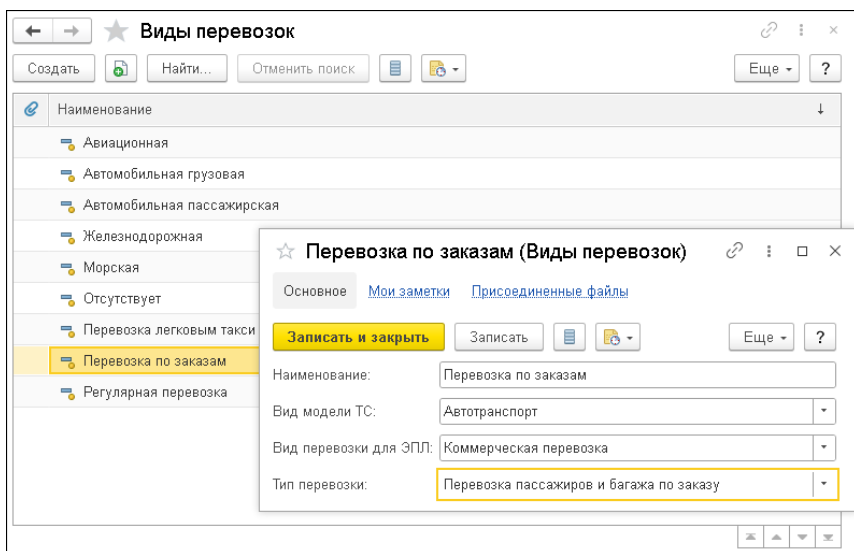 Виды перевозок
Создать Найти... Отменить поиск Еще ?
Наименование ↓
Авиационная
Автомобильная грузовая
Автомобильная пассажирская
Железнодорожная
Морская
Отсутствует
Перевозка легковым такси
Перевозка по заказам
Регулярная перевозка
Перевозка по заказам (Виды перевозок)
Основное Мои заметки Присоединенные файлы
Записать и закрыть Записать Еще ?
Наименование: Перевозка по заказам
Вид модели ТС: Автотранспорт
Вид перевозки для ЭПЛ: Коммерческая перевозка
Тип перевозки: Перевозка пассажиров и багажа по заказу